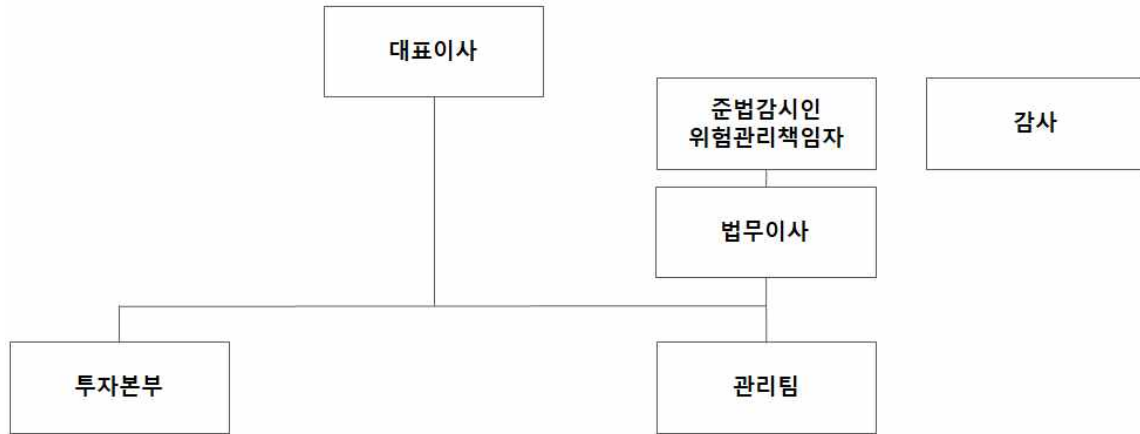 대표이사
준법감시인
위험관리책임자
감사
법무이사
투자본부
관리팀